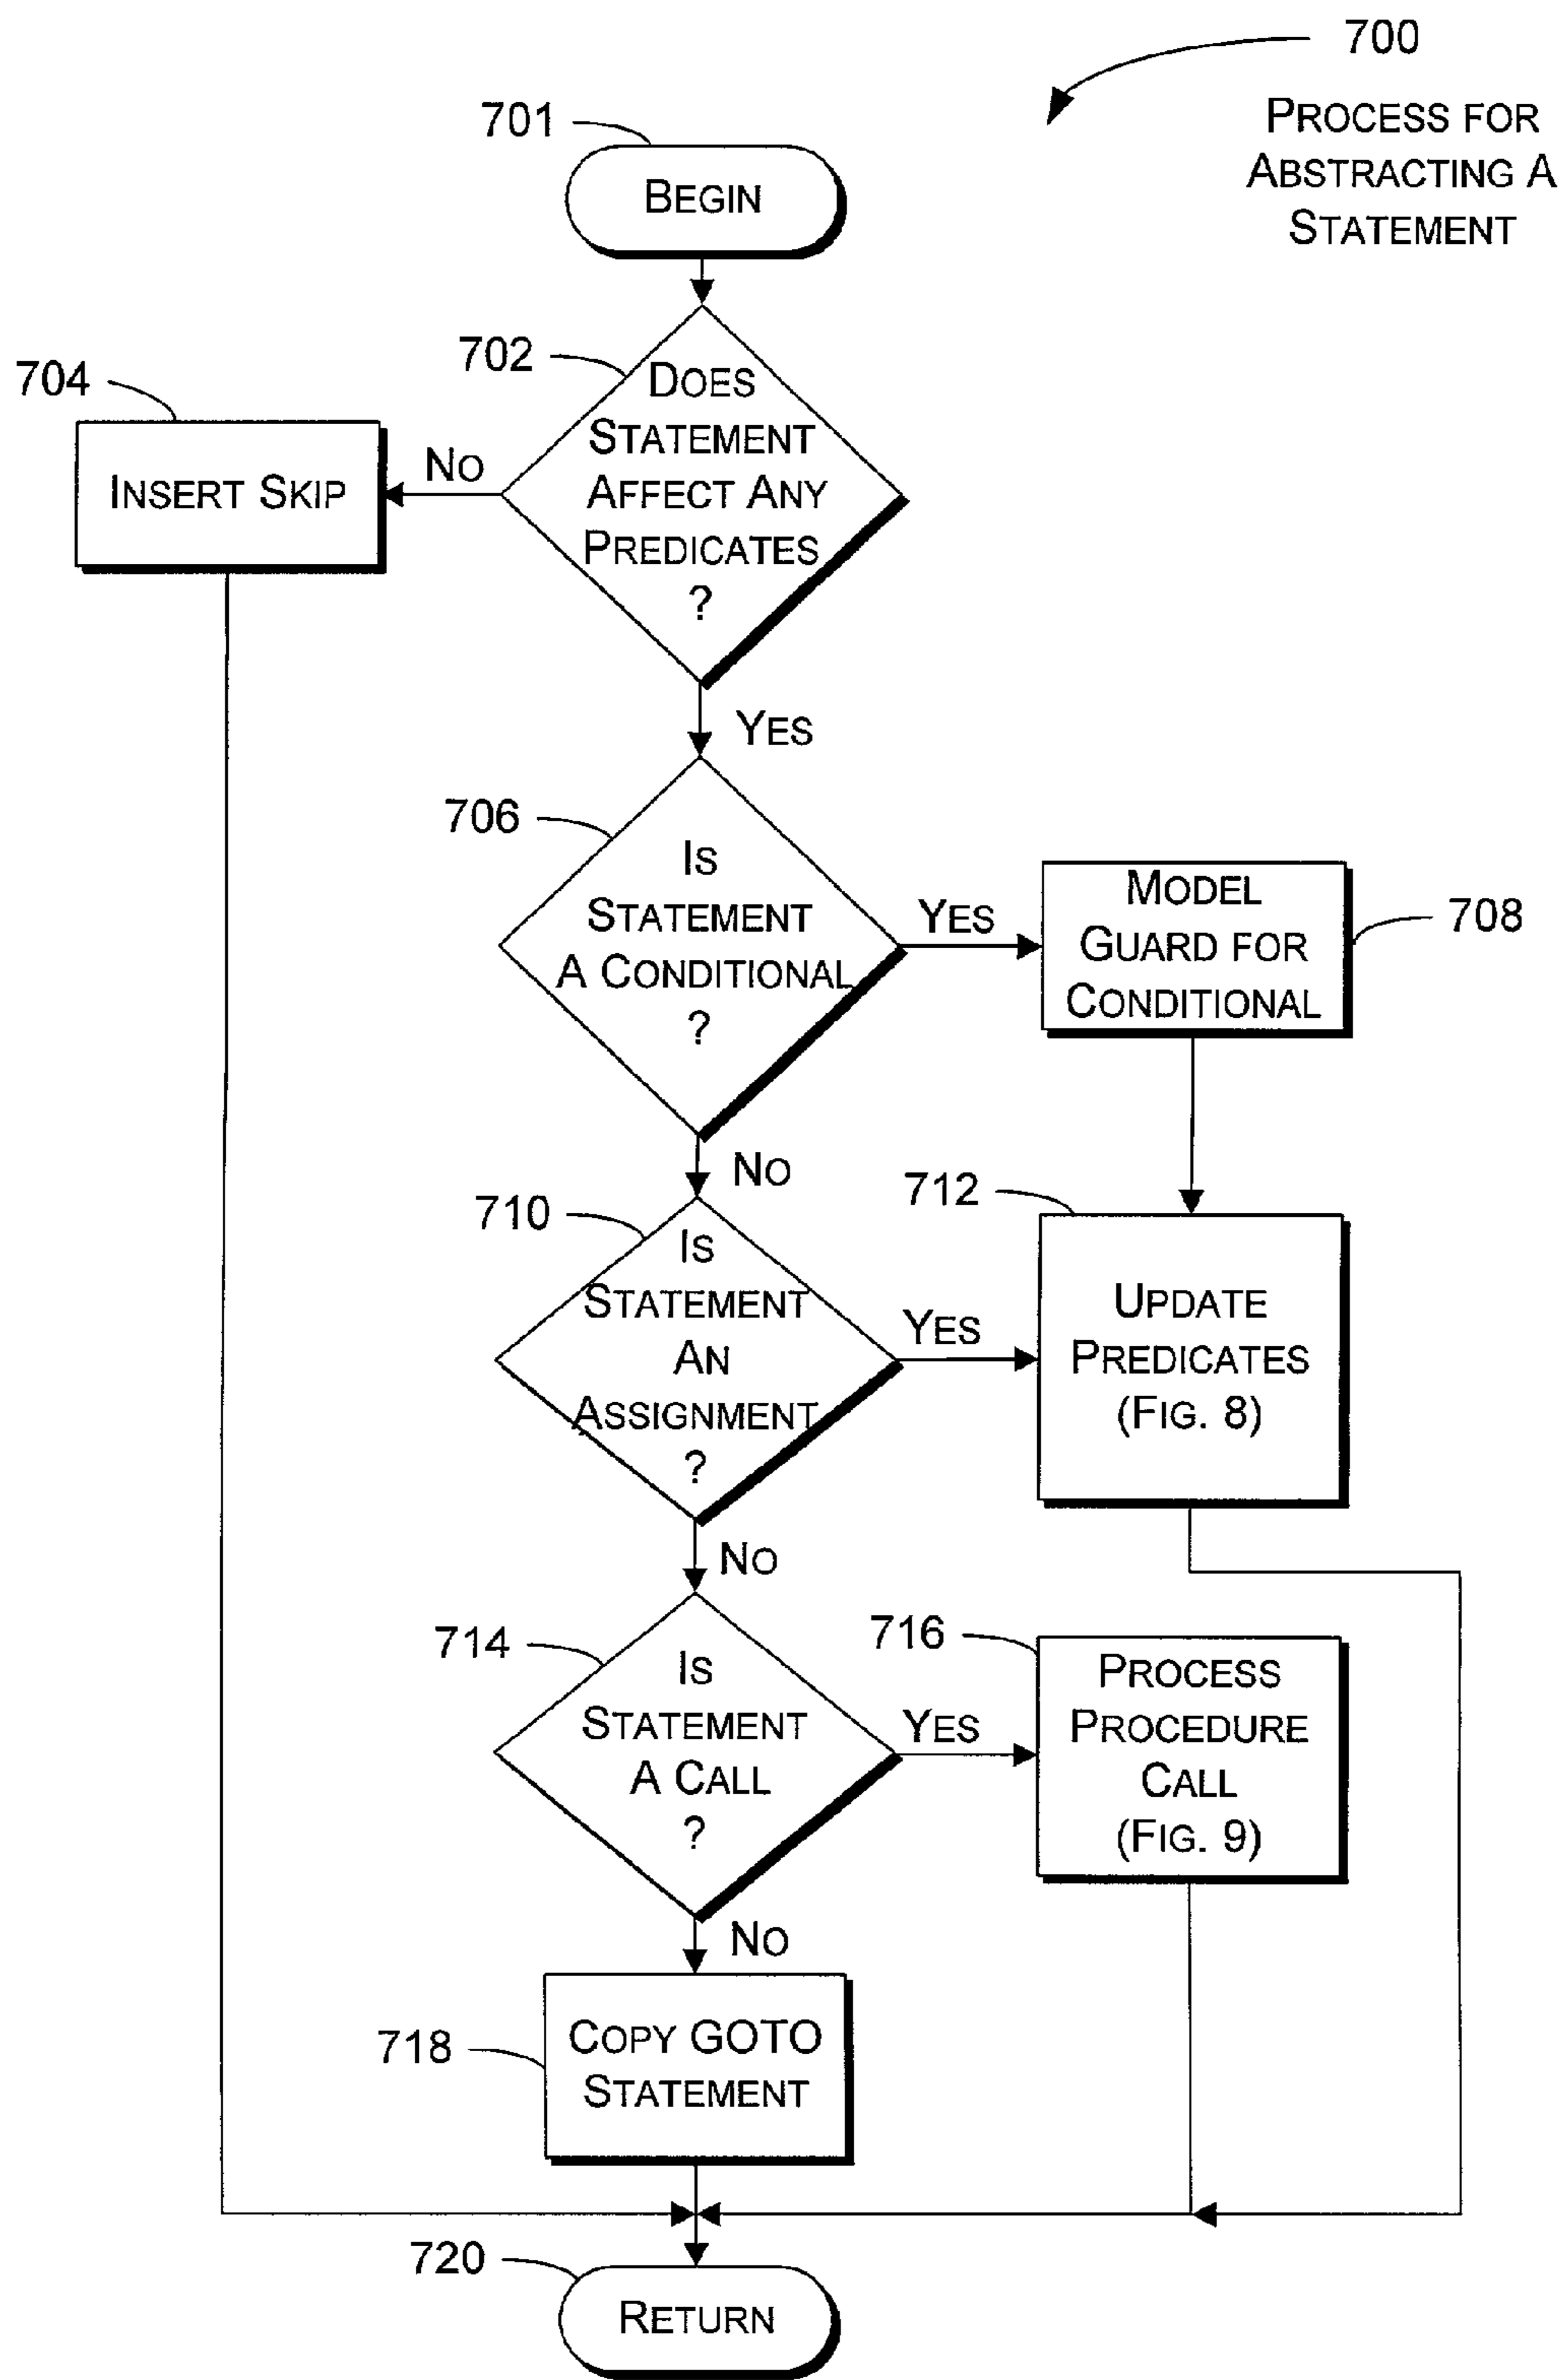 700
PROCESS FOR
ABSTRACTING A
STATEMENT
701
BEGIN
702
DOES
STATEMENT
AFFECT ANY
PREDICATES
?
704
INSERT SKIP
NO
YES
706
IS
STATEMENT
A CONDITIONAL
?
YES
MODEL
GUARD FOR
CONDITIONAL
708
NO
710
IS
STATEMENT
AN
ASSIGNMENT
?
YES
712
UPDATE
PREDICATES
(FIG. 8)
NO
714
IS
STATEMENT
A CALL
?
YES
716
PROCESS
PROCEDURE
CALL
(FIG. 9)
NO
718
COPY GOTO
STATEMENT
720
RETURN